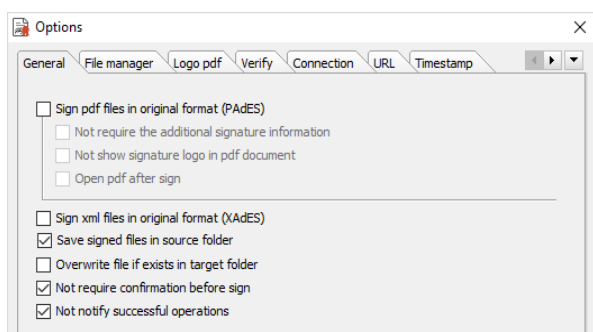 Options
General File manager Logo pdf Verify Connection URL Timestamp
Sign pdf files in original format (PAdES)
Not require the additional signature information
Not show signature logo in pdf document
Open pdf after sign
Sign xml files in original format (XAdES)
Save signed files in source folder
Overwrite file if exists in target folder
Not require confirmation before sign
Not notify successful operations